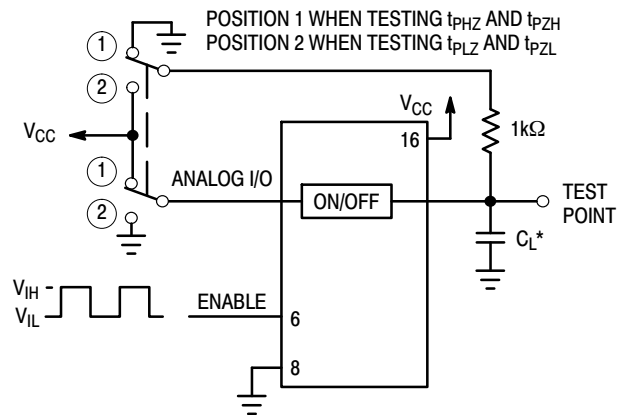 POSITION 1 WHEN TESTING tPHZ AND tPZH
POSITION 2 WHEN TESTING tPLZ AND tPZL
1
2
VCC
VCC
16
1kΩ
1
2
ANALOG I/O
ON/OFF
TEST
POINT
CL*
VIH
VIL
ENABLE
6
8